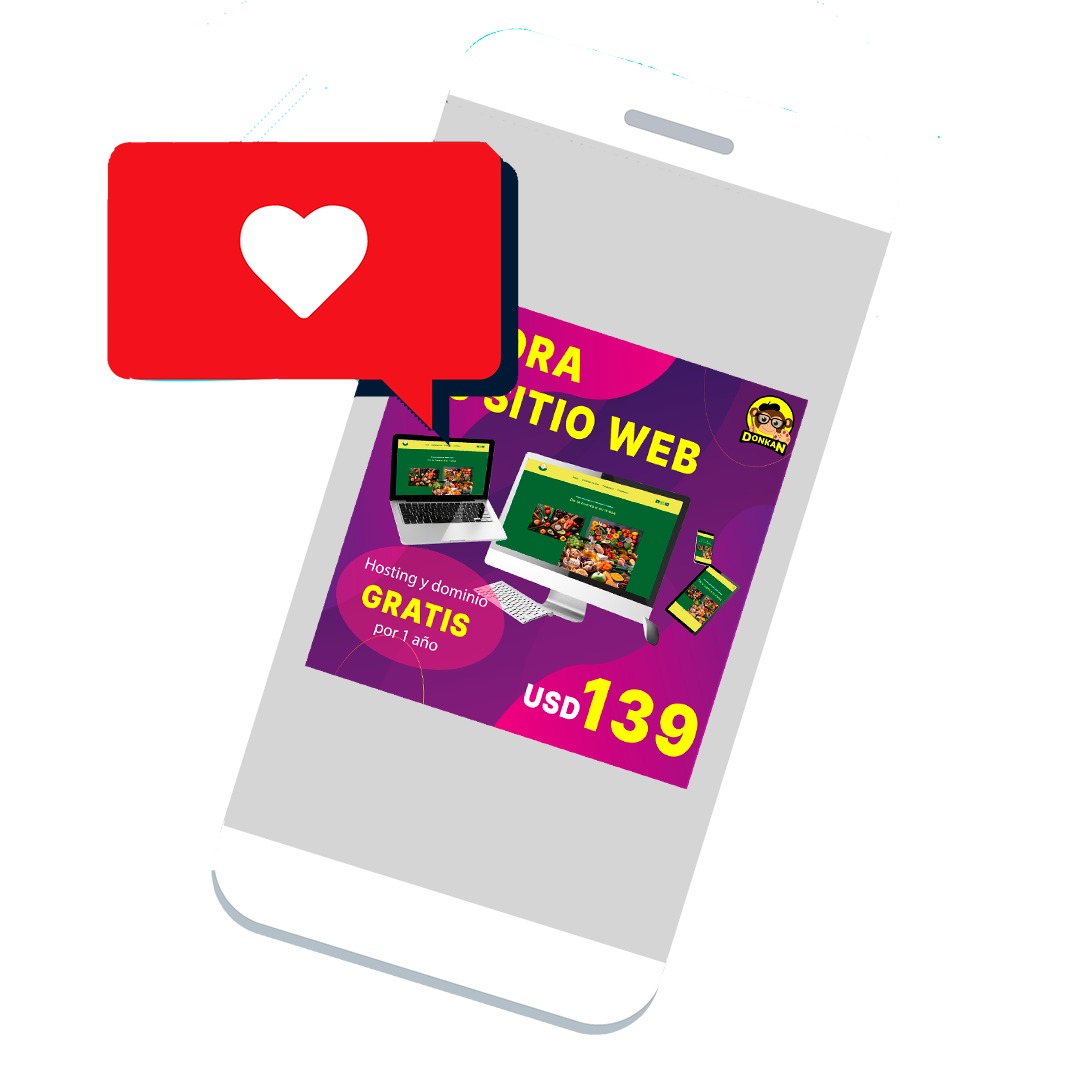 ORA
SITIO WEB
DONKAN
Hosting y dominio
GRATIS
por 1 año
USD139